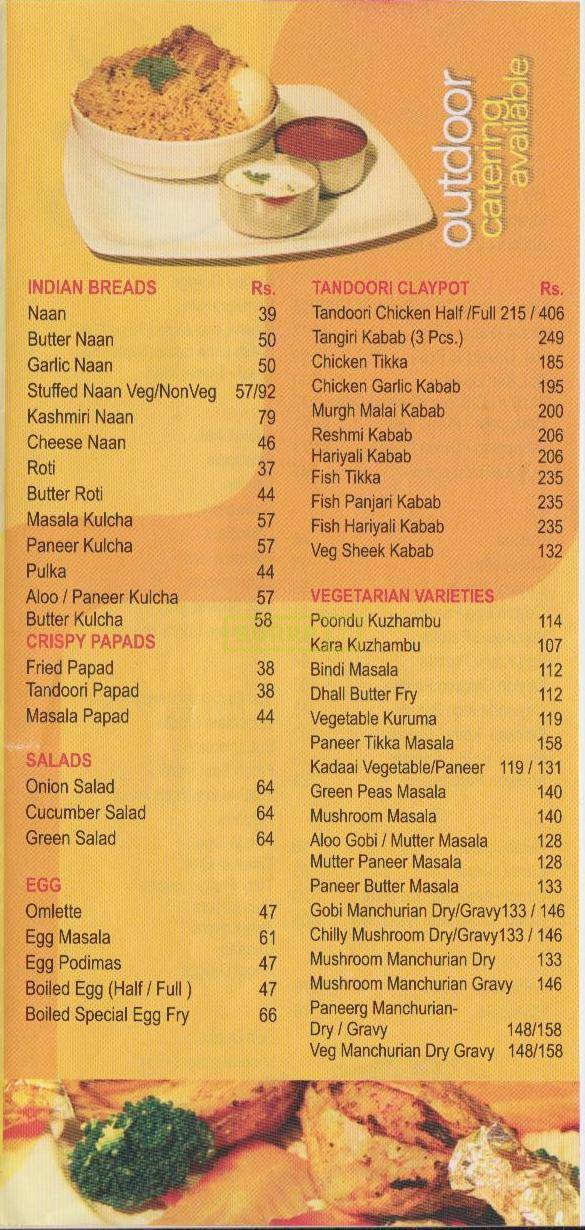 outdoor
catering
available
INDIAN BREADS Rs.
Naan 39
Butter Naan 50
Garlic Naan 50
Stuffed Naan Veg/NonVeg 57/92
Kashmiri Naan 79
Cheese Naan 46
Roti 37
Butter Roti 44
Masala Kulcha 57
Paneer Kulcha 57
Pulka 44
Aloo / Paneer Kulcha 57
Butter Kulcha 58
CRISPY PAPADS
Fried Papad 38
Tandoori Papad 38
Masala Papad 44
SALADS
Onion Salad 64
Cucumber Salad 64
Green Salad 64
EGG
Omlette 47
Egg Masala 61
Egg Podimas 47
Boiled Egg (Half / Full ) 47
Boiled Special Egg Fry 66
TANDOORI CLAYPOT Rs.
Tandoori Chicken Half /Full 215 / 406
Tangiri Kabab (3 Pcs.) 249
Chicken Tikka 185
Chicken Garlic Kabab 195
Murgh Malai Kabab 200
Reshmi Kabab 206
Hariyali Kabab 206
Fish Tikka 235
Fish Panjari Kabab 235
Fish Hariyali Kabab 235
Veg Sheek Kabab 132
VEGETARIAN VARIETIES
Poondu Kuzhambu 114
Kara Kuzhambu 107
Bindi Masala 112
Dhall Butter Fry 112
Vegetable Kuruma 119
Paneer Tikka Masala 158
Kadaai Vegetable/Paneer 119 / 131
Green Peas Masala 140
Mushroom Masala 140
Aloo Gobi / Mutter Masala 128
Mutter Paneer Masala 128
Paneer Butter Masala 133
Gobi Manchurian Dry/Gravy133 / 146
Chilly Mushroom Dry/Gravy133 / 146
Mushroom Manchurian Dry 133
Mushroom Manchurian Gravy 146
Paneerg Manchurian-
Dry / Gravy 148/158
Veg Manchurian Dry Gravy 148/158